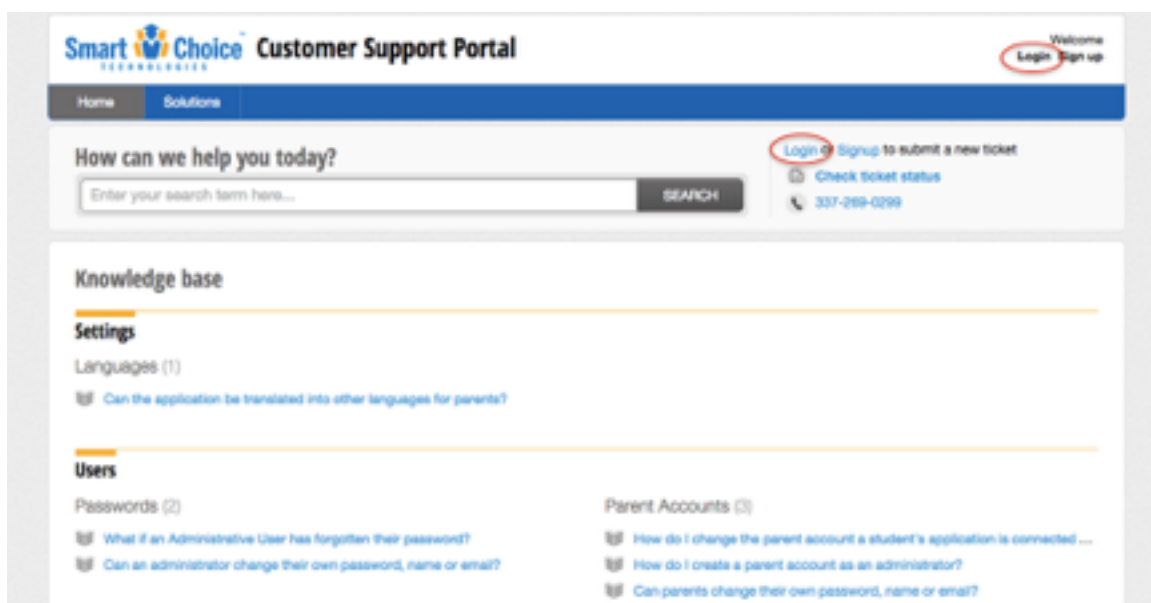 Smart Choice Customer Support Portal
TECHNOLOGIES
Welcome
Login Sign up
Home Solutions
How can we help you today?
Login or Signup to submit a new ticket
Enter your search term here... SEARCH
Check ticket status
337-269-0299
Knowledge base
Settings
Languages (1)
Can the application be translated into other languages for parents?
Users
Passwords (2)
What if an Administrative User has forgotten their password?
Can an administrator change their own password, name or email?
Parent Accounts (3)
How do I change the parent account a student's application is connected ...
How do I create a parent account as an administrator?
Can parents change their own password, name or email?